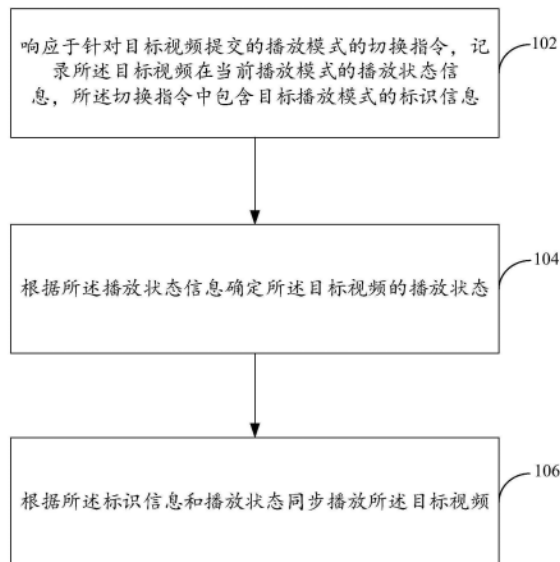 响应于针对目标视频提交的播放模式的切换指令，记
录所述目标视频在当前播放模式的播放状态信
息，所述切换指令中包含目标播放模式的标识信息
102
根据所述播放状态信息确定所述目标视频的播放状态
104
根据所述标识信息和播放状态同步播放所述目标视频
106